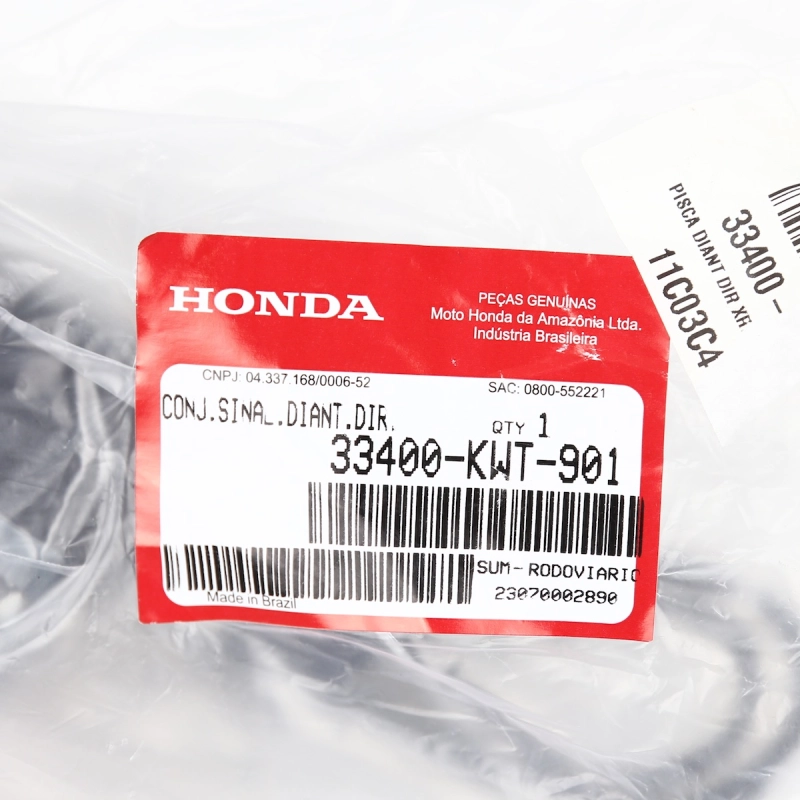 HONDA
PEÇAS GENUÍNAS
Moto Honda da Amazônia Ltda.
Indústria Brasileira
CNPJ: 04.337.168/0006-52
SAC: 0800-552221
CONJ.SINAL.DIANT.DIR.
QTY 1
33400-KWT-901
SUM-RODOVIARIO
23070002890
Made in Brazil
33400-
PISCA DIANT DIR XR
11C03C4